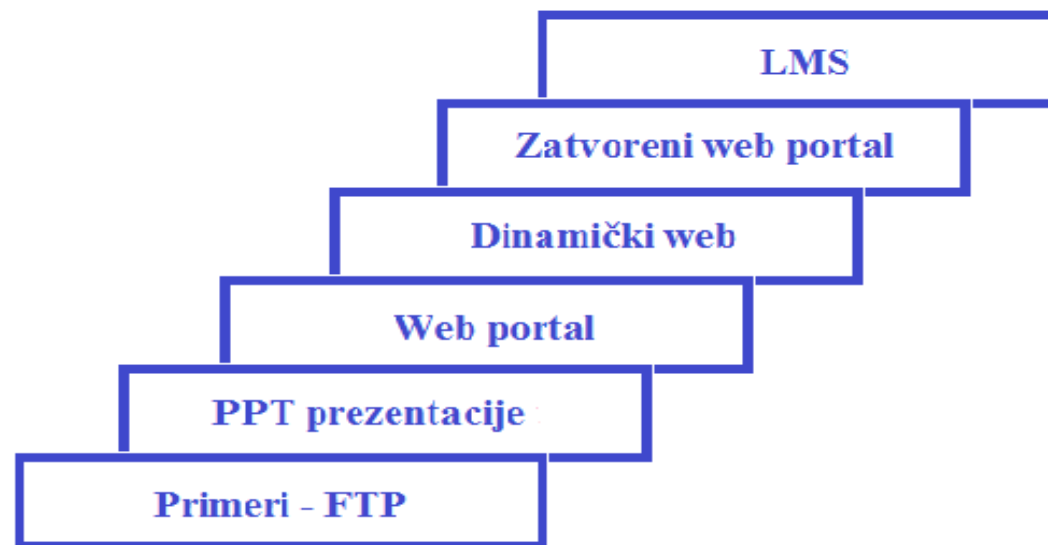 LMS
Zatvoreni web portal
Dinamički web
Web portal
PPT prezentacije
Primeri - FTP